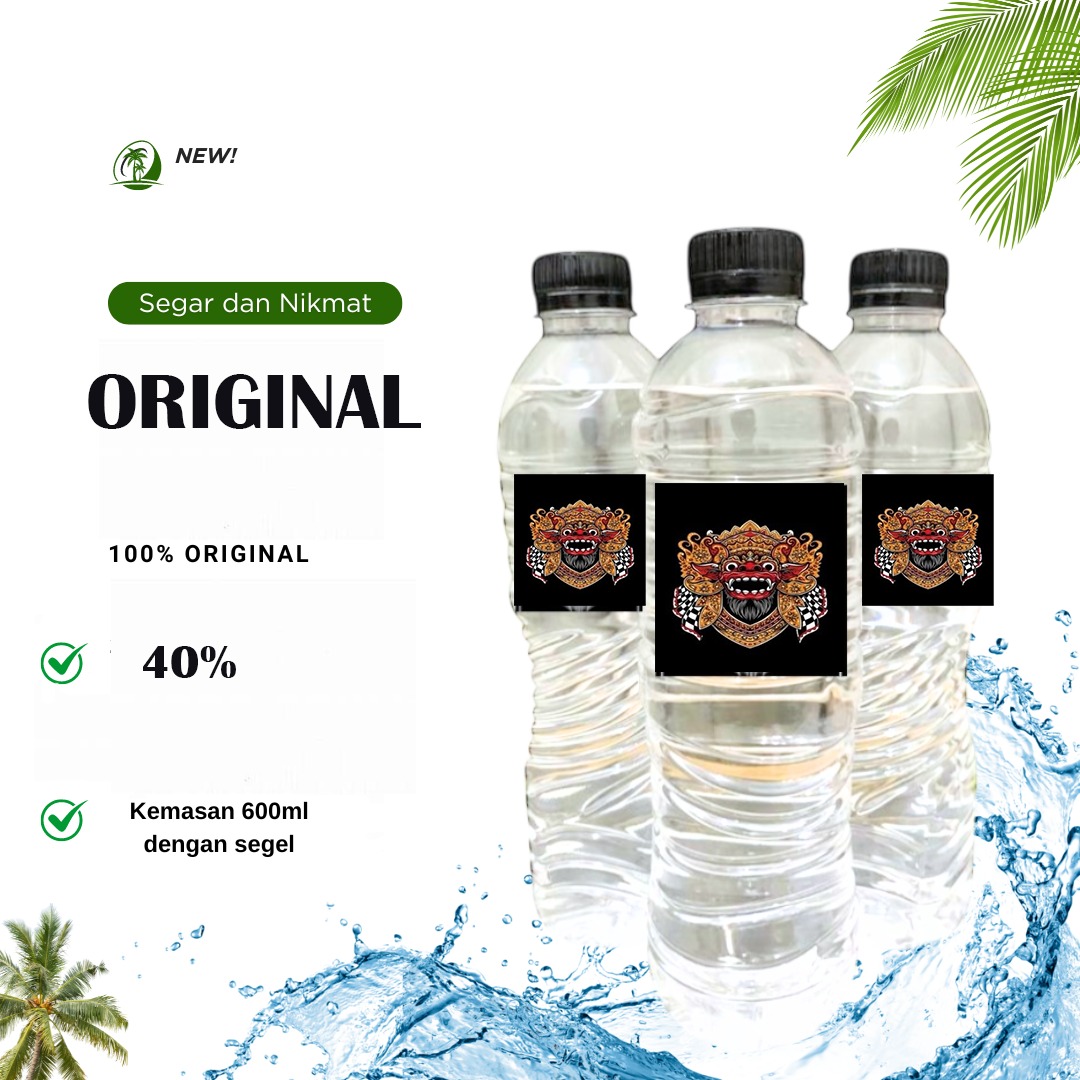 NEW!
Segar dan Nikmat
ORIGINAL
100% ORIGINAL
40%
Kemasan 600ml
dengan segel